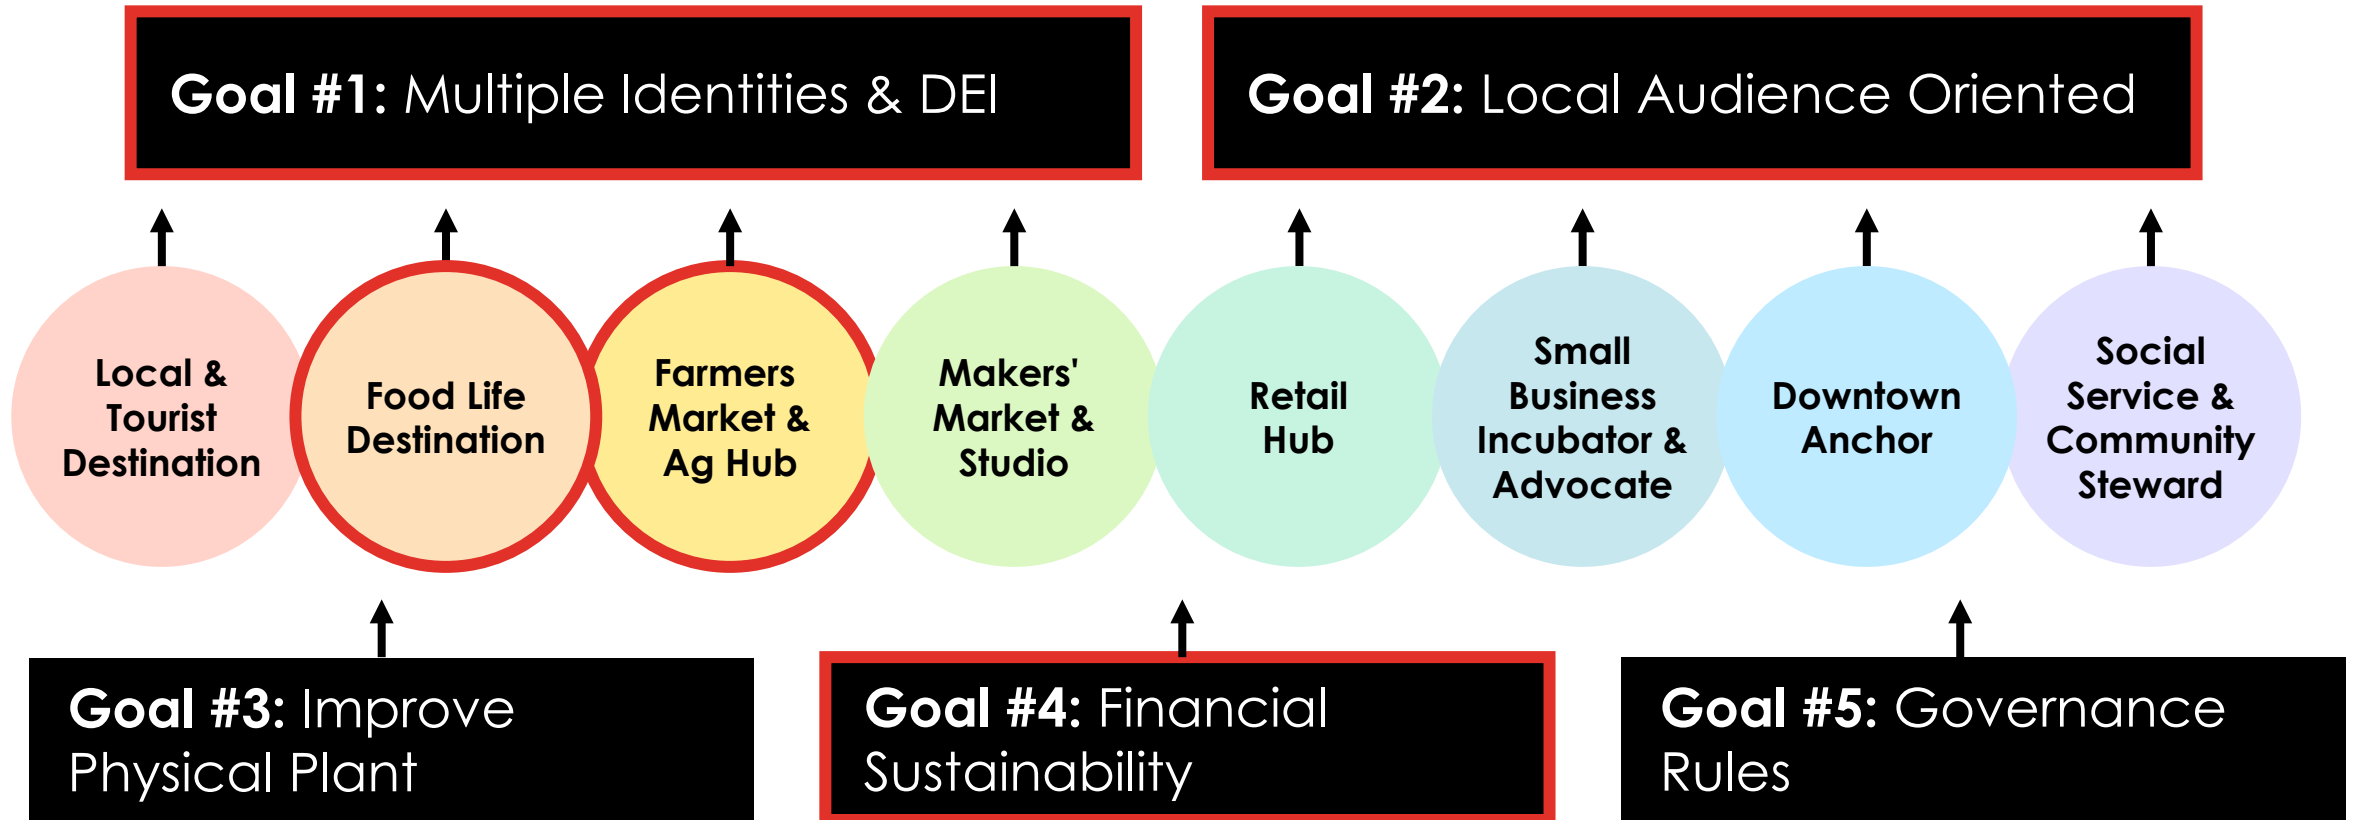 Goal #1: Multiple Identities & DEI
Goal #2: Local Audience Oriented
Local &
Tourist
Destination
Food Life
Destination
Farmers
Market &
Ag Hub
Makers'
Market &
Studio
Retail
Hub
Small
Business
Incubator &
Advocate
Downtown
Anchor
Social
Service &
Community
Steward
Goal #3: Improve
Physical Plant
Goal #4: Financial
Sustainability
Goal #5: Governance
Rules